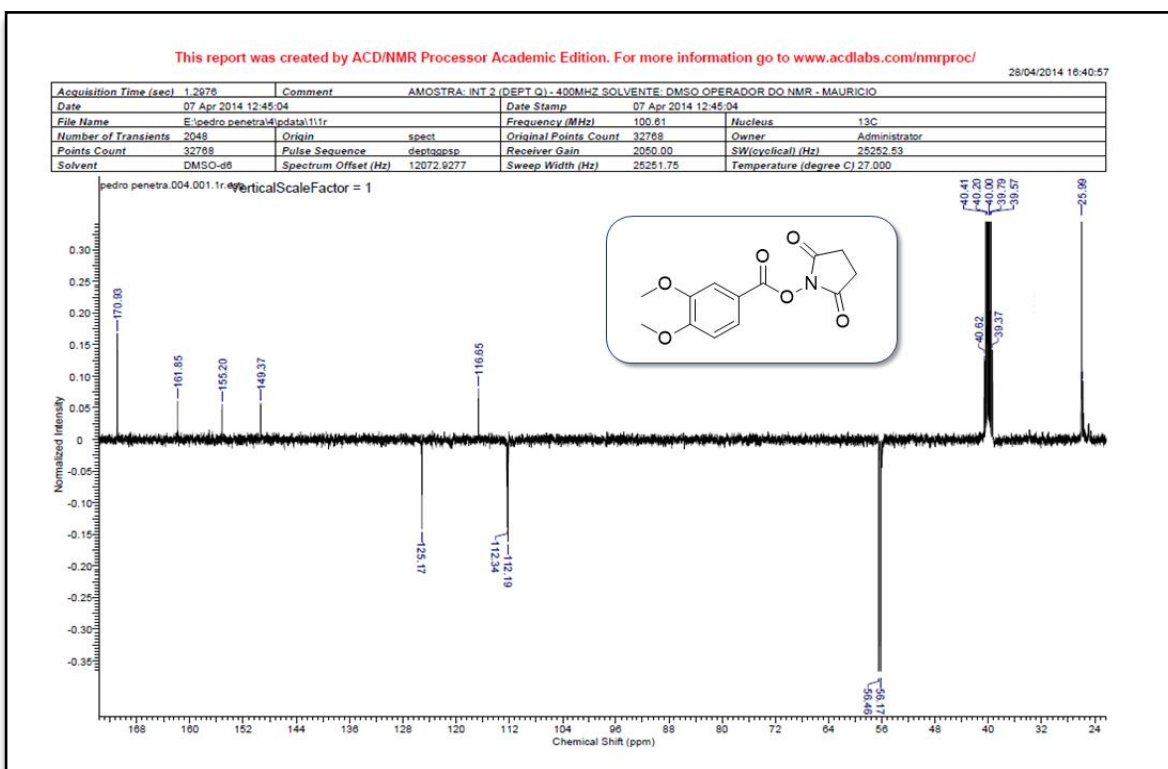 This report was created by ACD/NMR Processor Academic Edition. For more information go to www.acdlabs.com/nmrproc/
28/04/2014 16:40:57
Acquisition Time (sec) 1.2976 Comment AMOSTRA: INT 2 (DEPT Q) - 400MHZ SOLVENTE: DMSO OPERADOR DO NMR - MAURICIO
Date 07 Apr 2014 12:45:04 Date Stamp 07 Apr 2014 12:45:04
File Name E:\pedro penetra\4\pdata\1\1r Frequency (MHz) 100.61 Nucleus 13C
Number of Transients 2048 Origin spect Original Points Count 32768 Owner Administrator
Points Count 32768 Pulse Sequence deptqgpsp Receiver Gain 2050.00 SW(cyclical) (Hz) 25252.53
Solvent DMSO-d6 Spectrum Offset (Hz) 12072.9277 Sweep Width (Hz) 25251.75 Temperature (degree C) 27.000
pedro penetra.004.001.1r. VerticalScaleFactor = 1
40.41
40.20
40.00
39.79
39.57
25.99
170.93
161.85
155.20
149.37
116.65
40.62
39.37
O
O
O
O
N
O
O
125.17
112.34
112.19
56.46
56.17
Normalized Intensity
0.30
0.25
0.20
0.15
0.10
0.05
0
-0.05
-0.10
-0.15
-0.20
-0.25
-0.30
-0.35
168 160 152 144 136 128 120 112 104 96 88 80 72 64 56 48 40 32 24
Chemical Shift (ppm)